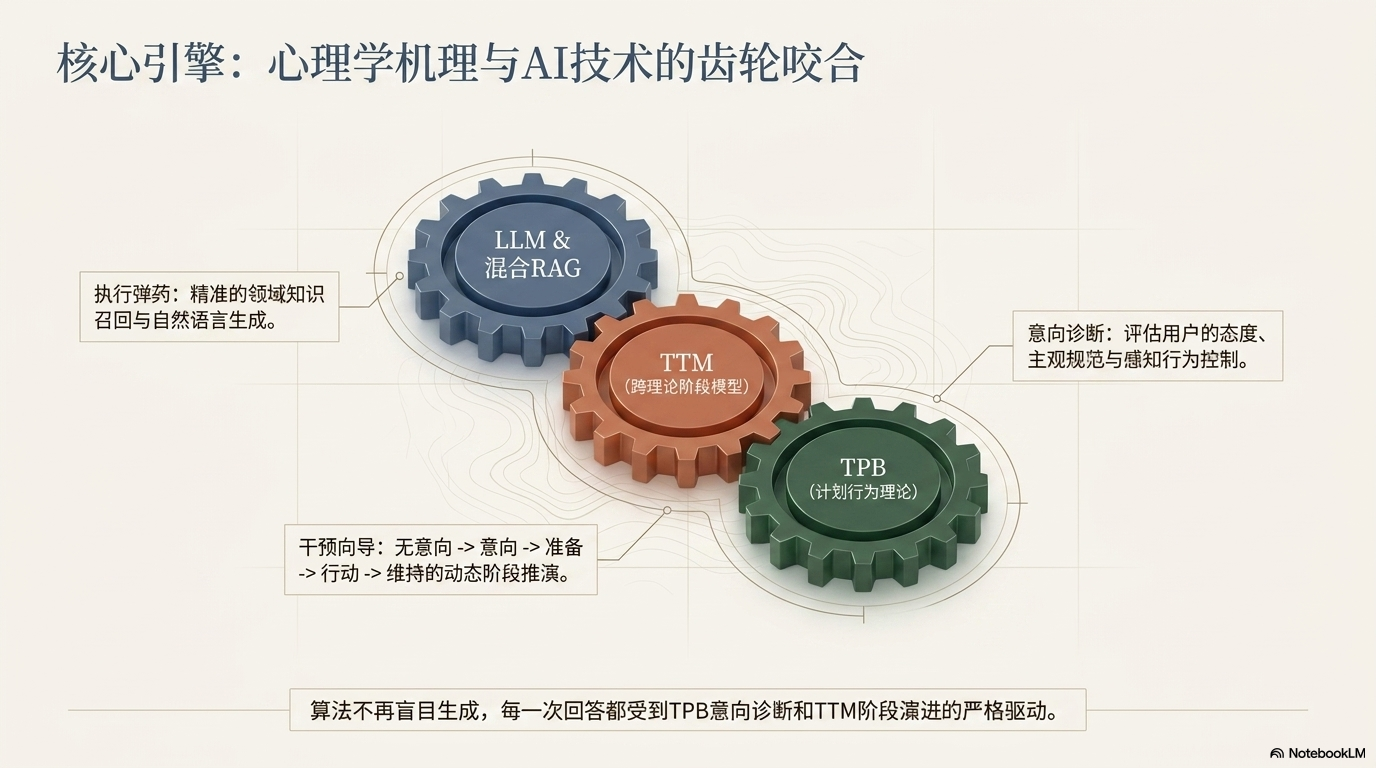 核心引擎：心理学机理与AI技术的齿轮咬合
LLM &
混合RAG
执行弹药：精准的领域知识
召回与自然语言生成。
TTM
（跨理论阶段模型）
意向诊断：评估用户的态度、
主观规范与感知行为控制。
TPB
（计划行为理论）
干预向导：无意向 -> 意向 -> 准备
-> 行动 -> 维持的动态阶段推演。
算法不再盲目生成，每一次回答都受到TPB意向诊断和TTM阶段演进的严格驱动。
NotebookLM